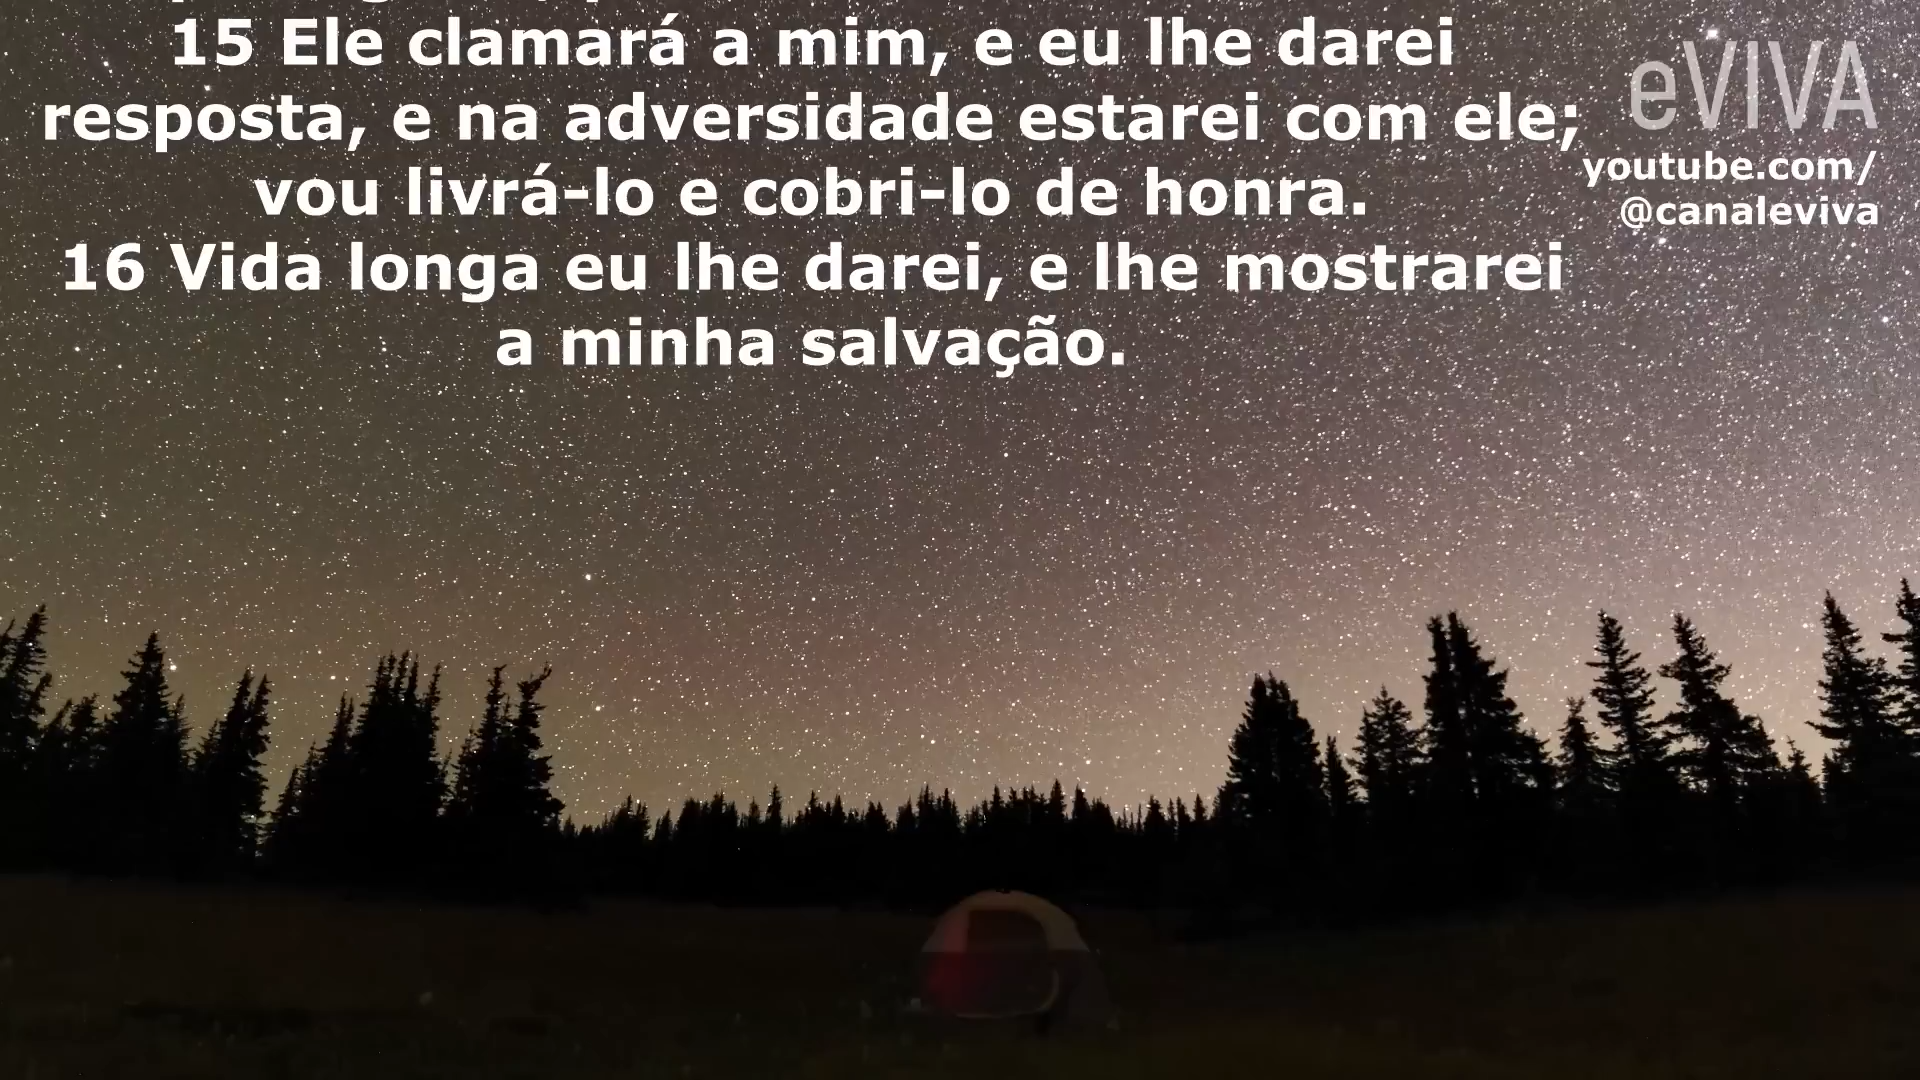 15 Ele clamará a mim, e eu lhe darei
resposta, e na adversidade estarei com ele;
vou livrá-lo e cobri-lo de honra.
16 Vida longa eu lhe darei, e lhe mostrarei
a minha salvação.
eVIVA
youtube.com/
@canaleviva